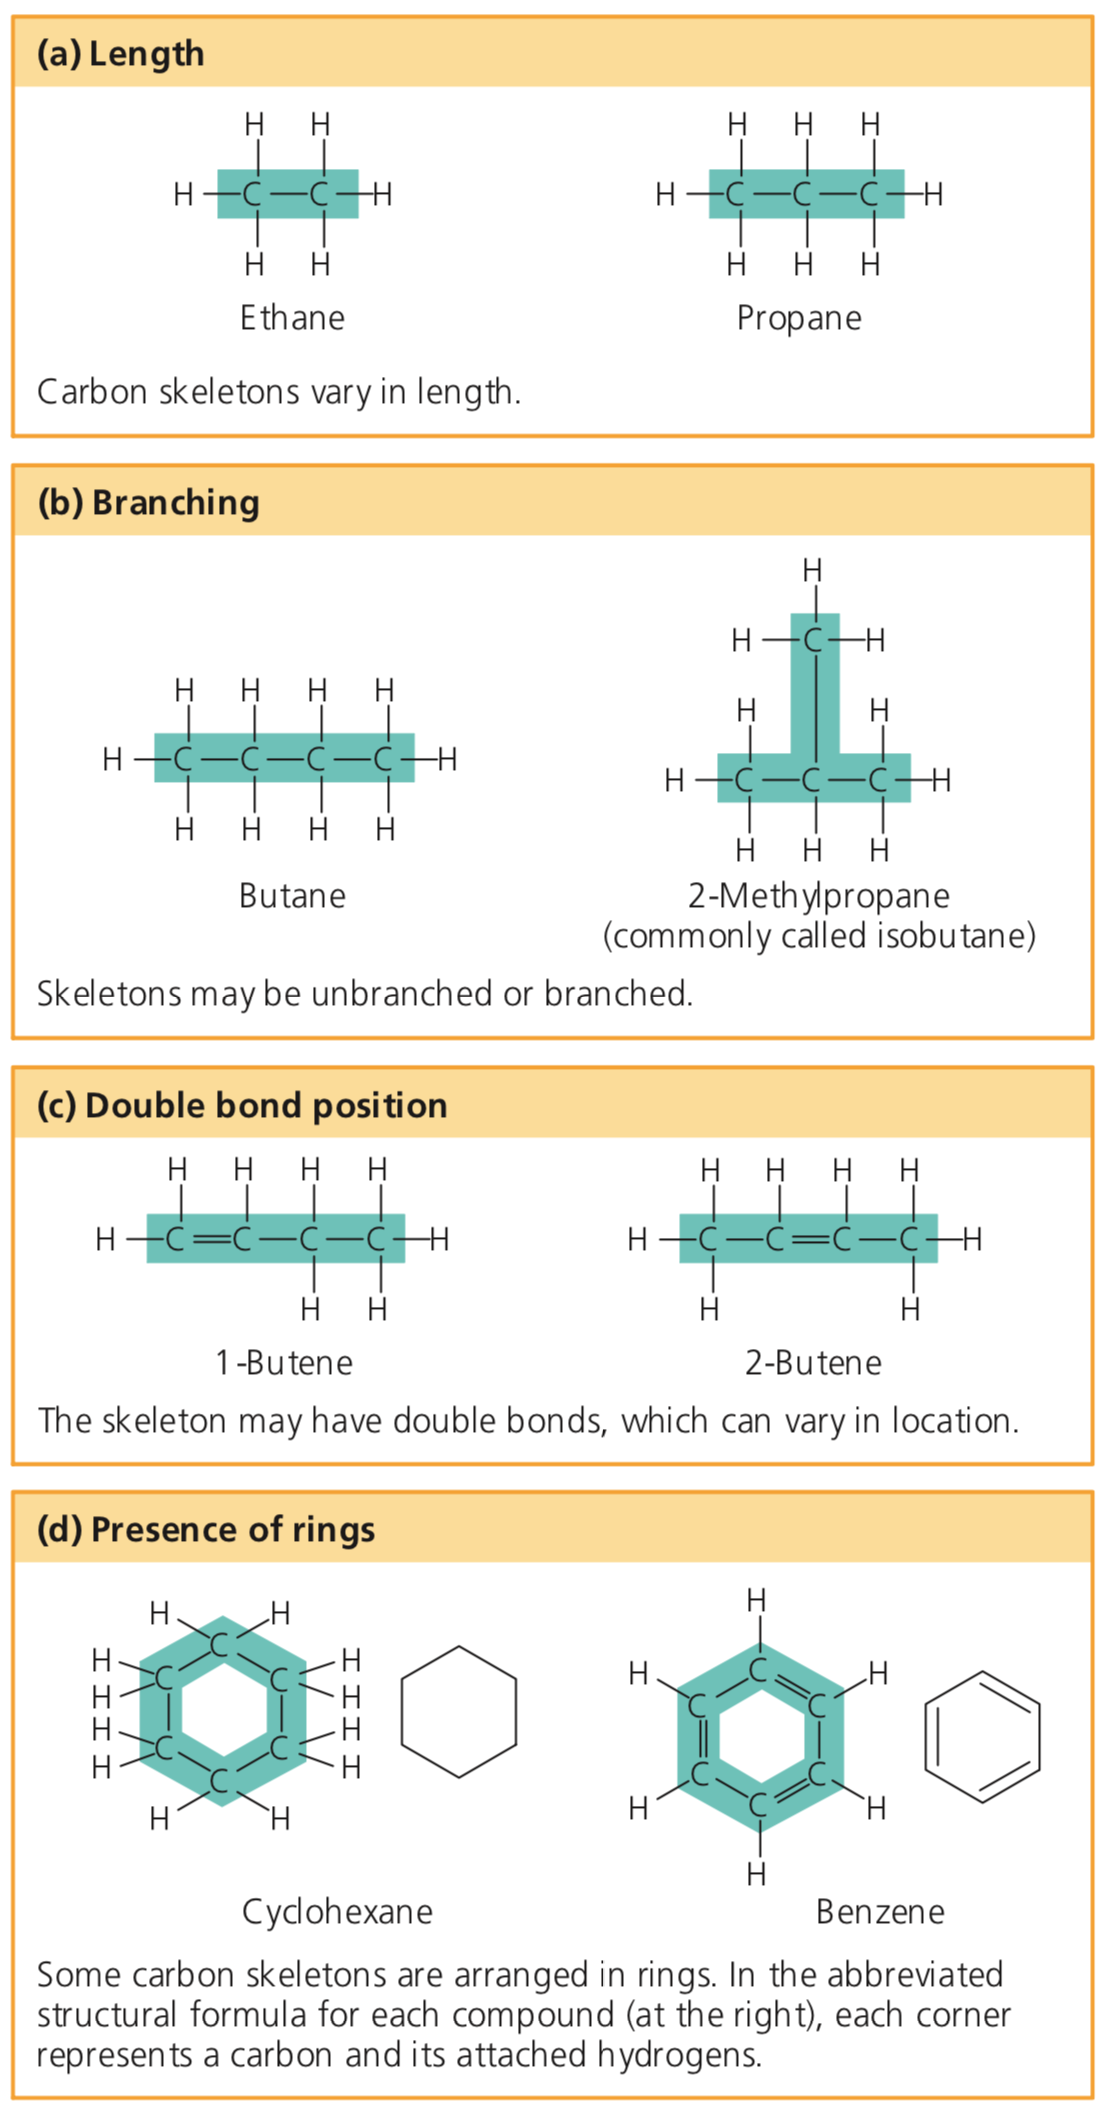 (a) Length
H H
H C C H
H H
Ethane
H H H
H C C C H
H H H
Propane
Carbon skeletons vary in length.
(b) Branching
H H H H
H C C C C H
H H H H
Butane
H
H C H
H H
H C C C H
H H H
2-Methylpropane
(commonly called isobutane)
Skeletons may be unbranched or branched.
(c) Double bond position
H H H H
H C C C C H
H H
1-Butene
H H H H
H C C C C H
H H
2-Butene
The skeleton may have double bonds, which can vary in location.
(d) Presence of rings
H H
C
H C C H
H H
H H
H C C H
C
H H
Cyclohexane
H
H C H
C C
C C
H C H
H
Benzene
Some carbon skeletons are arranged in rings. In the abbreviated
structural formula for each compound (at the right), each corner
represents a carbon and its attached hydrogens.